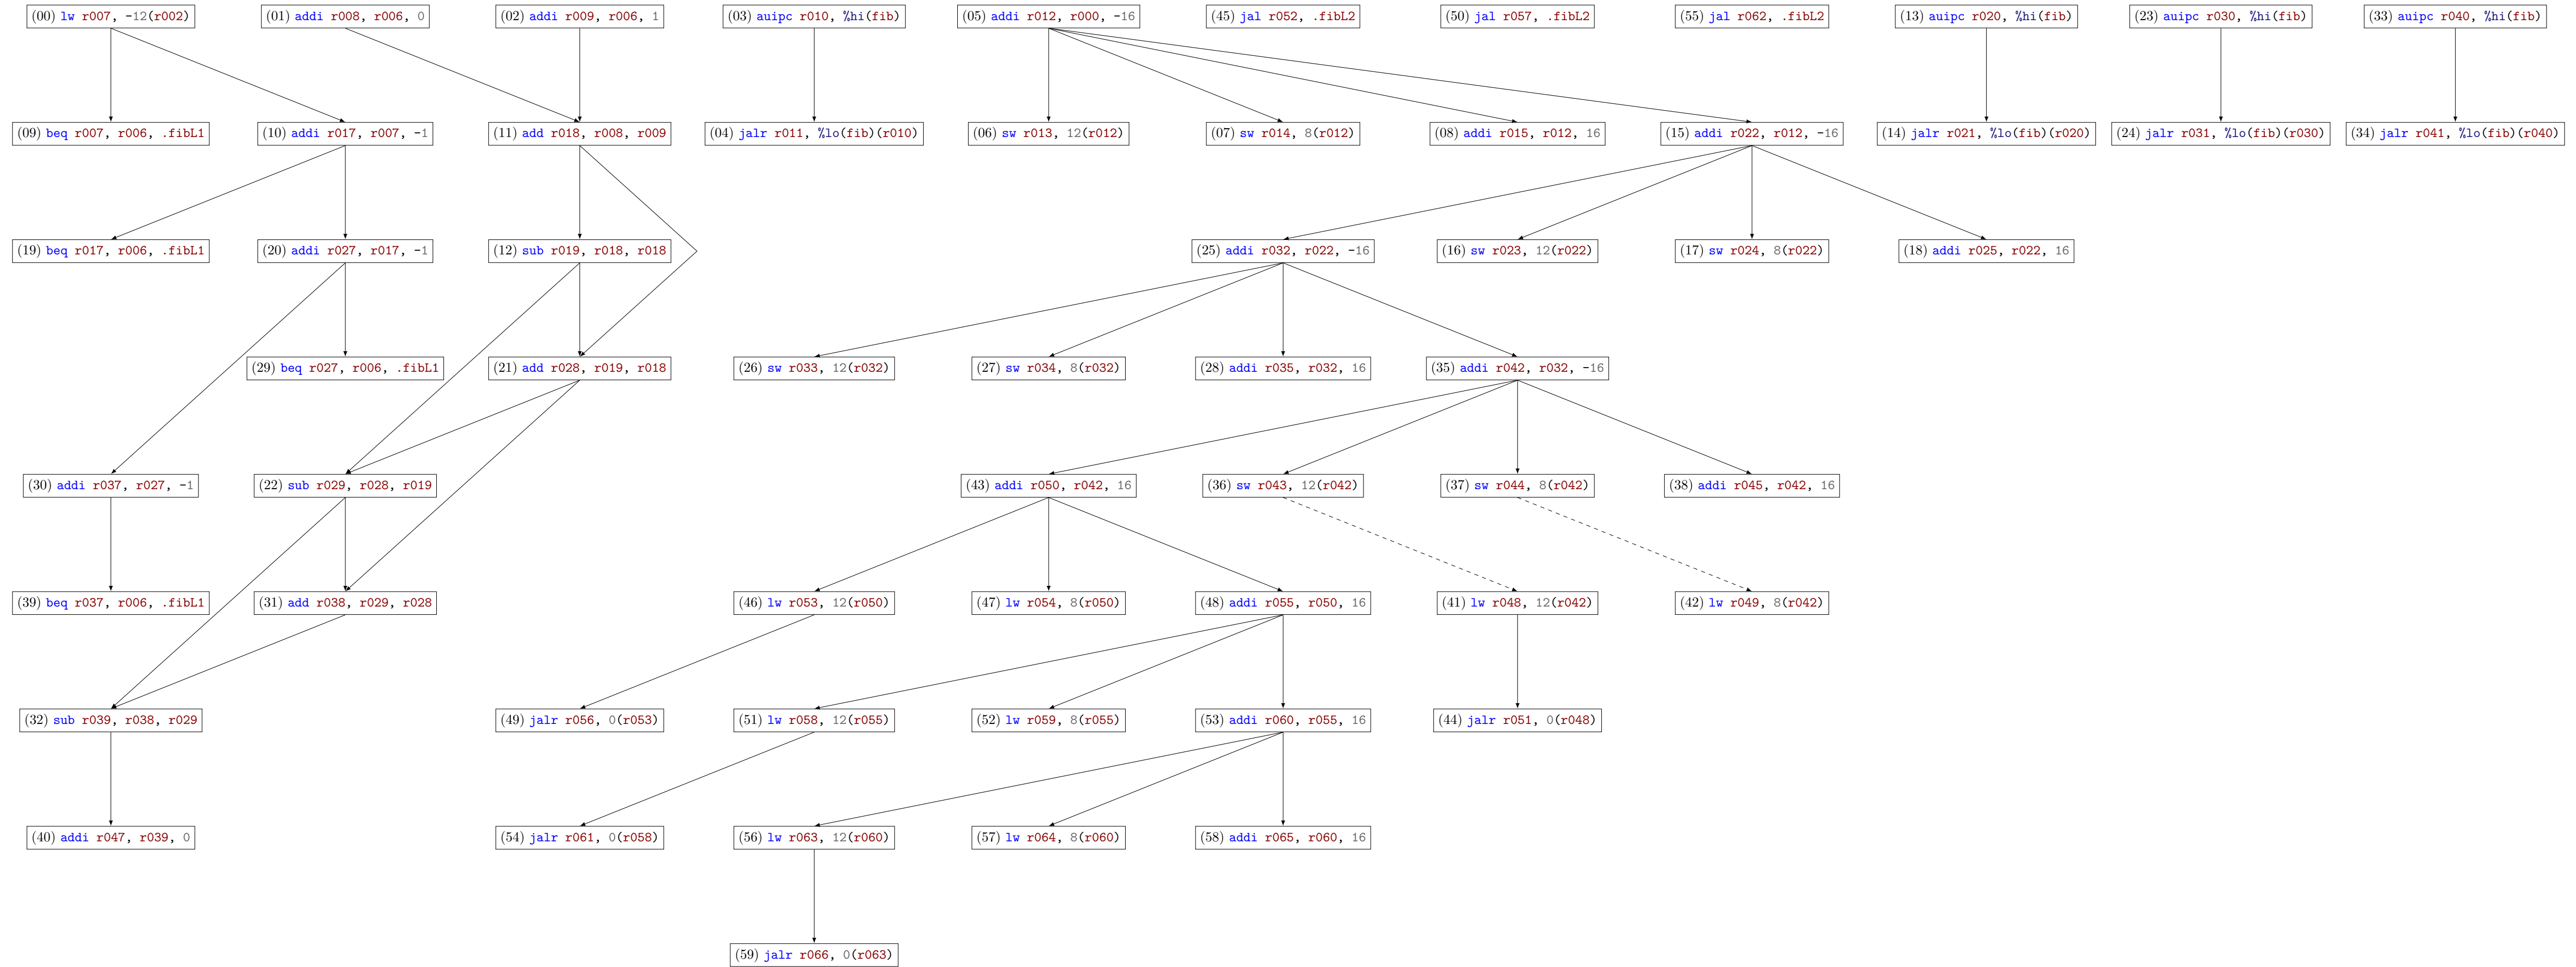 (00) lw r007, -12(r002)
(01) addi r008, r006, 0
(02) addi r009, r006, 1
(03) auipc r010, %hi(fib)
(05) addi r012, r000, -16
(45) jal r052, .fibL2
(50) jal r057, .fibL2
(55) jal r062, .fibL2
(13) auipc r020, %hi(fib)
(23) auipc r030, %hi(fib)
(33) auipc r040, %hi(fib)
(09) beq r007, r006, .fibL1
(10) addi r017, r007, -1
(11) add r018, r008, r009
(04) jalr r011, %lo(fib)(r010)
(06) sw r013, 12(r012)
(07) sw r014, 8(r012)
(08) addi r015, r012, 16
(15) addi r022, r012, -16
(14) jalr r021, %lo(fib)(r020)
(24) jalr r031, %lo(fib)(r030)
(34) jalr r041, %lo(fib)(r040)
(19) beq r017, r006, .fibL1
(20) addi r027, r017, -1
(12) sub r019, r018, r018
(25) addi r032, r022, -16
(16) sw r023, 12(r022)
(17) sw r024, 8(r022)
(18) addi r025, r022, 16
(29) beq r027, r006, .fibL1
(21) add r028, r019, r018
(26) sw r033, 12(r032)
(27) sw r034, 8(r032)
(28) addi r035, r032, 16
(35) addi r042, r032, -16
(30) addi r037, r027, -1
(22) sub r029, r028, r019
(43) addi r050, r042, 16
(36) sw r043, 12(r042)
(37) sw r044, 8(r042)
(38) addi r045, r042, 16
(39) beq r037, r006, .fibL1
(31) add r038, r029, r028
(46) lw r053, 12(r050)
(47) lw r054, 8(r050)
(48) addi r055, r050, 16
(41) lw r048, 12(r042)
(42) lw r049, 8(r042)
(32) sub r039, r038, r029
(49) jalr r056, 0(r053)
(51) lw r058, 12(r055)
(52) lw r059, 8(r055)
(53) addi r060, r055, 16
(44) jalr r051, 0(r048)
(40) addi r047, r039, 0
(54) jalr r061, 0(r058)
(56) lw r063, 12(r060)
(57) lw r064, 8(r060)
(58) addi r065, r060, 16
(59) jalr r066, 0(r063)